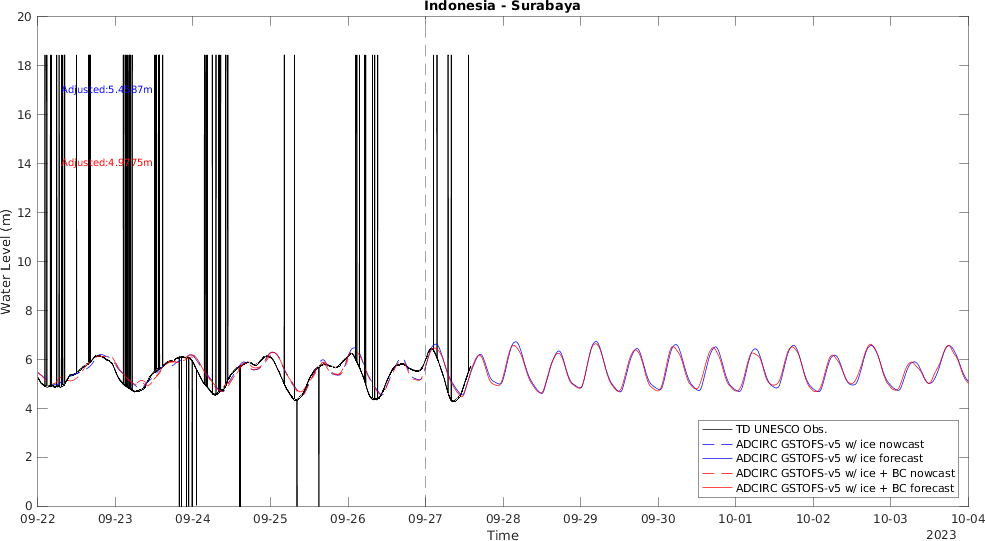 Indonesia - Surabaya
20
18
16
14
12
10
8
6
4
2
0
Water Level (m)
Adjusted:4.9775m
TD UNESCO Obs.
ADCIRC GSTOFS-v5 w/ ice nowcast
ADCIRC GSTOFS-v5 w/ ice forecast
ADCIRC GSTOFS-v5 w/ ice + BC nowcast
ADCIRC GSTOFS-v5 w/ ice + BC forecast
09-22 09-23 09-24 09-25 09-26 09-27 09-28 09-29 09-30 10-01 10-02 10-03 10-04
Time
2023